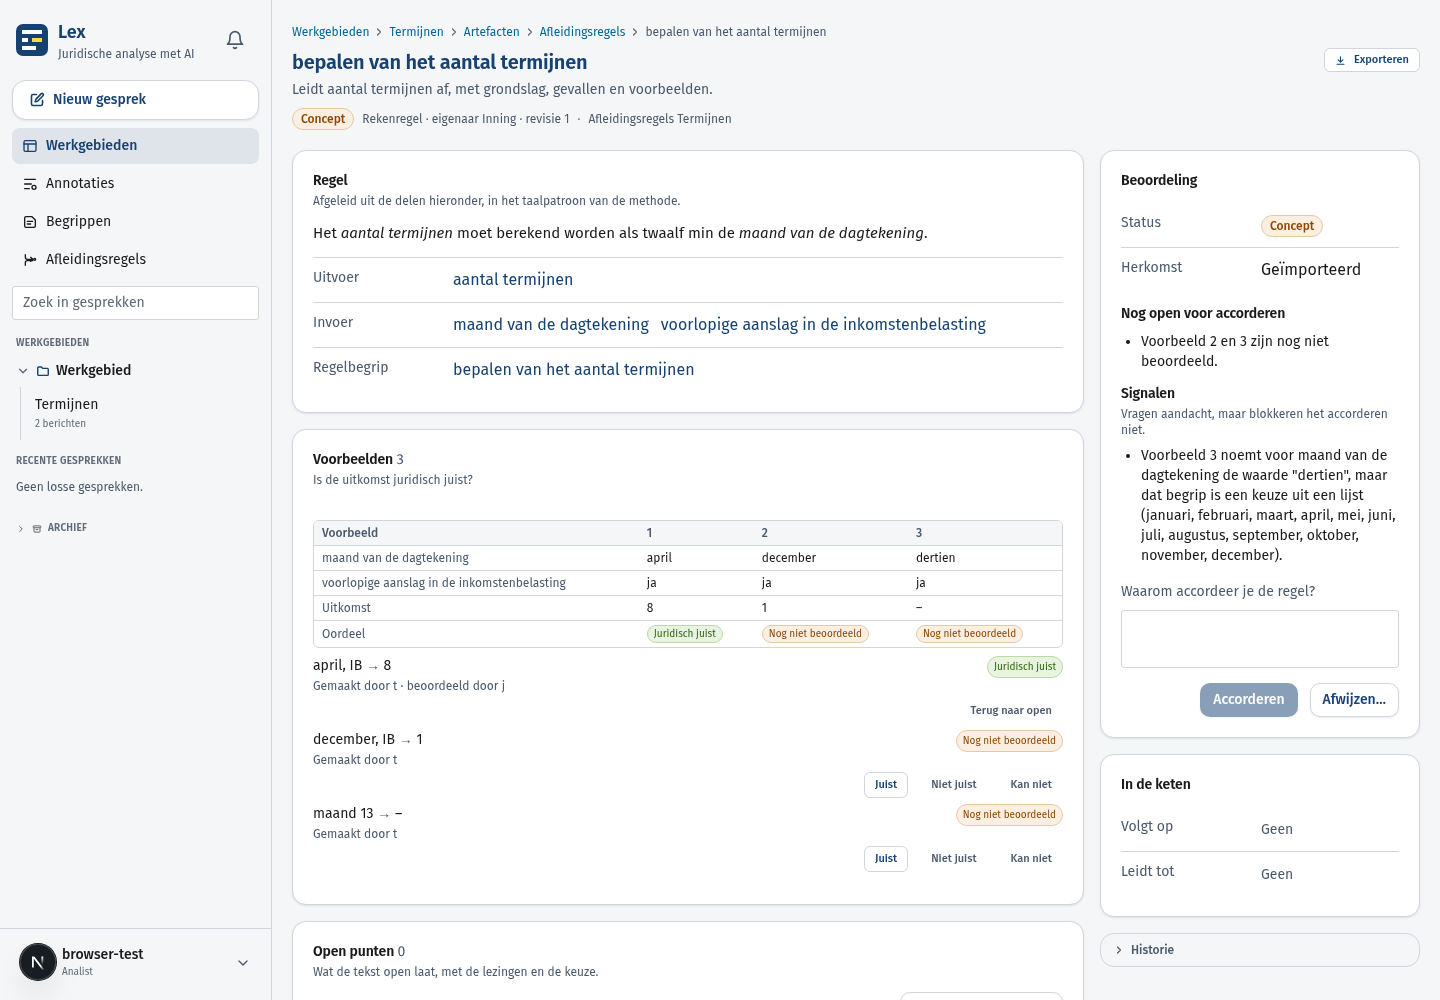 Lex
Juridische analyse met AI
Nieuw gesprek
Werkgebieden
Annotaties
Begrippen
Afleidingsregels
Zoek in gesprekken
WERKGEBIEDEN
Werkgebied
Termijnen
2 berichten
RECENTE GESPREKKEN
Geen losse gesprekken.
ARCHIEF
N
browser-test
Analist
Werkgebieden > Termijnen > Artefacten > Afleidingsregels > bepalen van het aantal termijnen
bepalen van het aantal termijnen
Exporteren
Leidt aantal termijnen af, met grondslag, gevallen en voorbeelden.
Concept Rekenregel · eigenaar Inning · revisie 1 · Afleidingsregels Termijnen
Regel
Afgeleid uit de delen hieronder, in het taalpatroon van de methode.
Het aantal termijnen moet berekend worden als twaalf min de maand van de dagtekening.
Uitvoer aantal termijnen
Invoer maand van de dagtekening voorlopige aanslag in de inkomstenbelasting
Regelbegrip bepalen van het aantal termijnen
Voorbeelden 3
Is de uitkomst juridisch juist?
Voorbeeld 1 2 3
maand van de dagtekening april december dertien
voorlopige aanslag in de inkomstenbelasting ja ja ja
Uitkomst 8 1 –
Oordeel Juridisch juist Nog niet beoordeeld Nog niet beoordeeld
april, IB → 8 Juridisch juist
Gemaakt door t · beoordeeld door j
Terug naar open
december, IB → 1 Nog niet beoordeeld
Gemaakt door t
Juist Niet juist Kan niet
maand 13 → – Nog niet beoordeeld
Gemaakt door t
Juist Niet juist Kan niet
Open punten 0
Wat de tekst open laat, met de lezingen en de keuze.
Beoordeling
Status Concept
Herkomst Geïmporteerd
Nog open voor accorderen
• Voorbeeld 2 en 3 zijn nog niet
beoordeeld.
Signalen
Vragen aandacht, maar blokkeren het accorderen
niet.
• Voorbeeld 3 noemt voor maand van de
dagtekening de waarde "dertien", maar
dat begrip is een keuze uit een lijst
(januari, februari, maart, april, mei, juni,
juli, augustus, september, oktober,
november, december).
Waarom accordeer je de regel?
Accorderen Afwijzen...
In de keten
Volgt op Geen
Leidt tot Geen
Historie